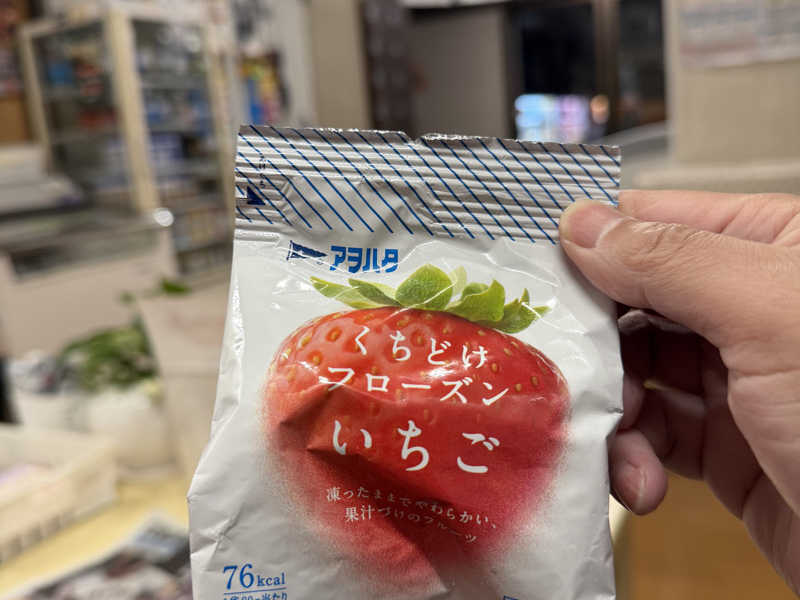 アヲハタ
くちどけ
フローズン
いちご
凍ったままでやわらかい、
果汁づけのフルーツ
76kcal